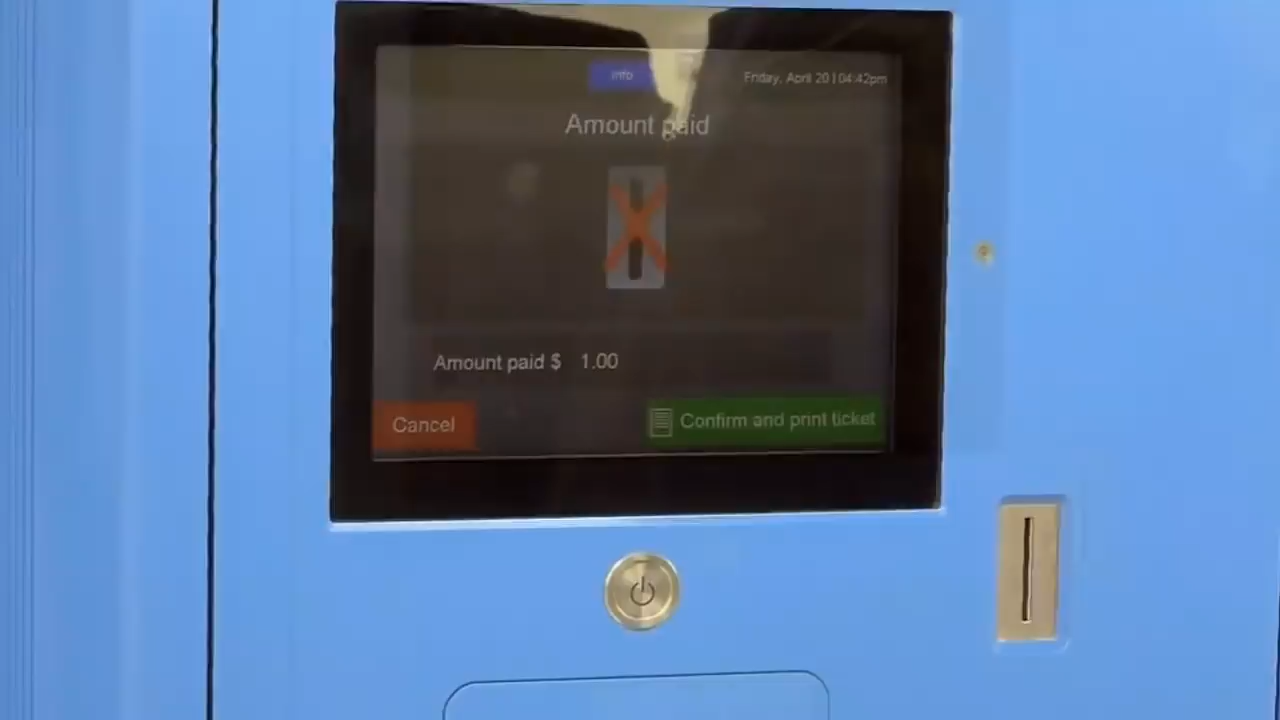 Info
Friday, April 20 | 04:42pm
Amount paid
Amount paid $ 1.00
Cancel
Confirm and print ticket